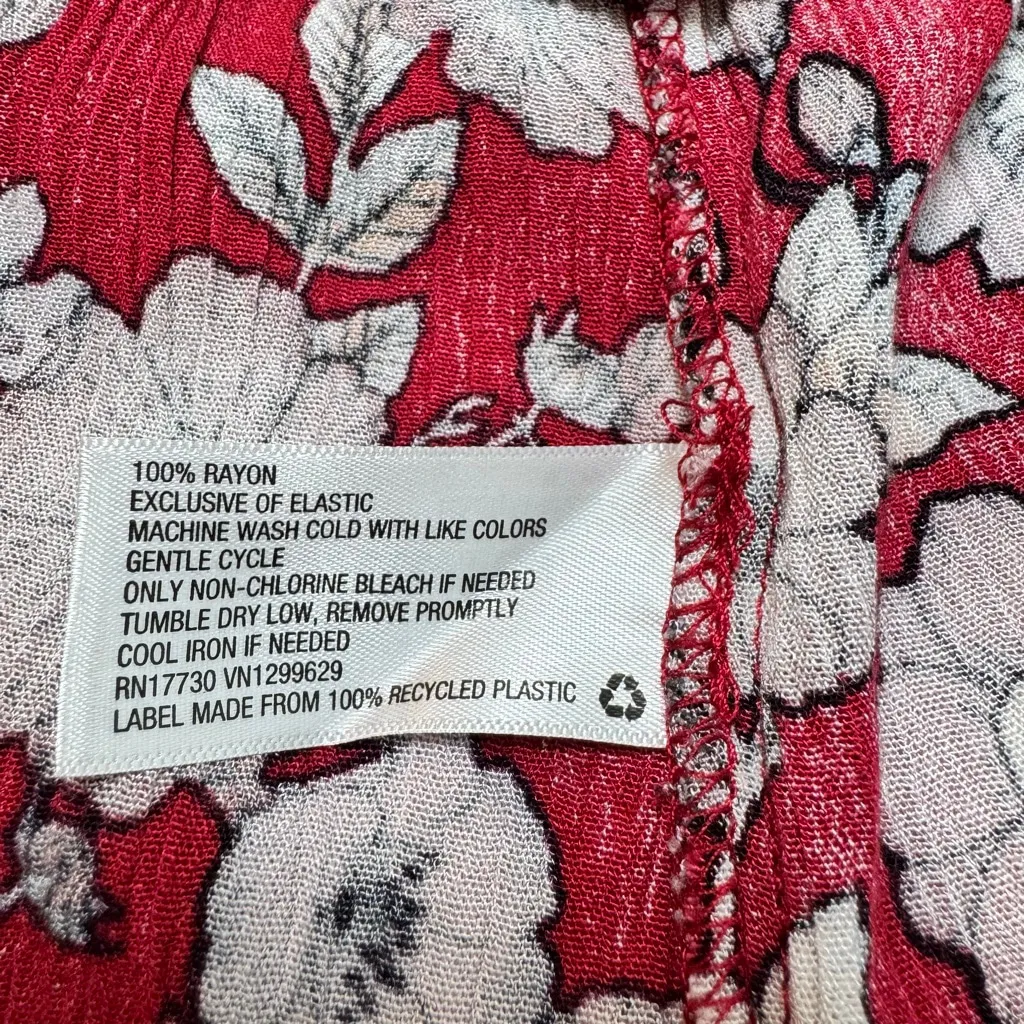 100% RAYON
EXCLUSIVE OF ELASTIC
MACHINE WASH COLD WITH LIKE COLORS
GENTLE CYCLE
ONLY NON-CHLORINE BLEACH IF NEEDED
TUMBLE DRY LOW, REMOVE PROMPTLY
COOL IRON IF NEEDED
RN17730 VN1299629
LABEL MADE FROM 100% RECYCLED PLASTIC